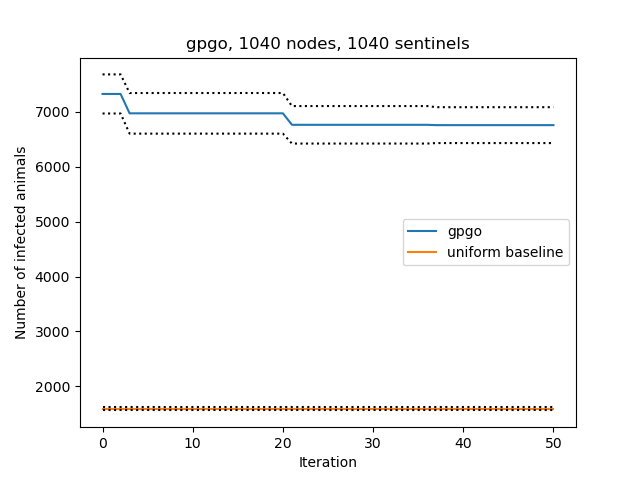 gpgo, 1040 nodes, 1040 sentinels
Number of infected animals
7000
6000
5000
4000
3000
2000
gpgo
uniform baseline
0
10
20
30
40
50
Iteration